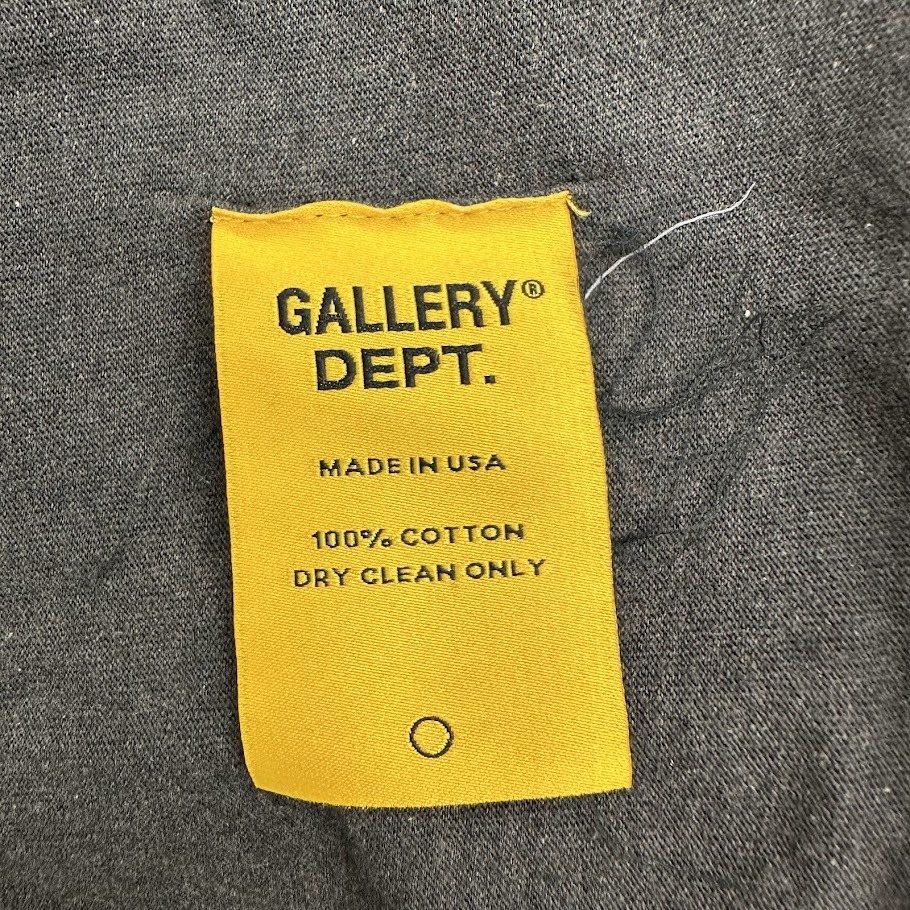 GALLERY®
DEPT.
MADE IN USA
100% COTTON
DRY CLEAN ONLY